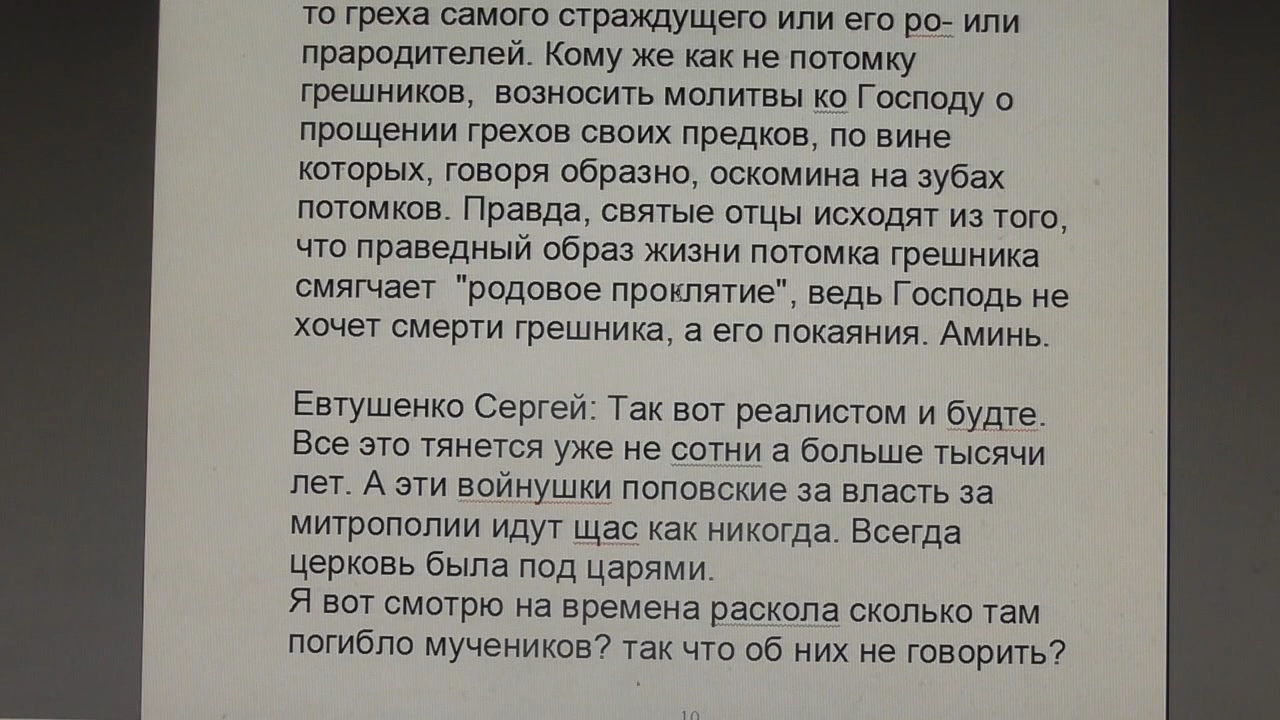 то греха самого страждущего или его ро- или
прародителей. Кому же как не потомку
грешников,  возносить молитвы ко Господу о
прощении грехов своих предков, по вине
которых, говоря образно, оскомина на зубах
потомков. Правда, святые отцы исходят из того,
что праведный образ жизни потомка грешника
смягчает  "родовое проклятие", ведь Господь не
хочет смерти грешника, а его покаяния. Аминь.
Евтушенко Сергей: Так вот реалистом и будте.
Все это тянется уже не сотни а больше тысячи
лет. А эти войнушки поповские за власть за
митрополии идут щас как никогда. Всегда
церковь была под царями.
Я вот смотрю на времена раскола сколько там
погибло мучеников? так что об них не говорить?
10